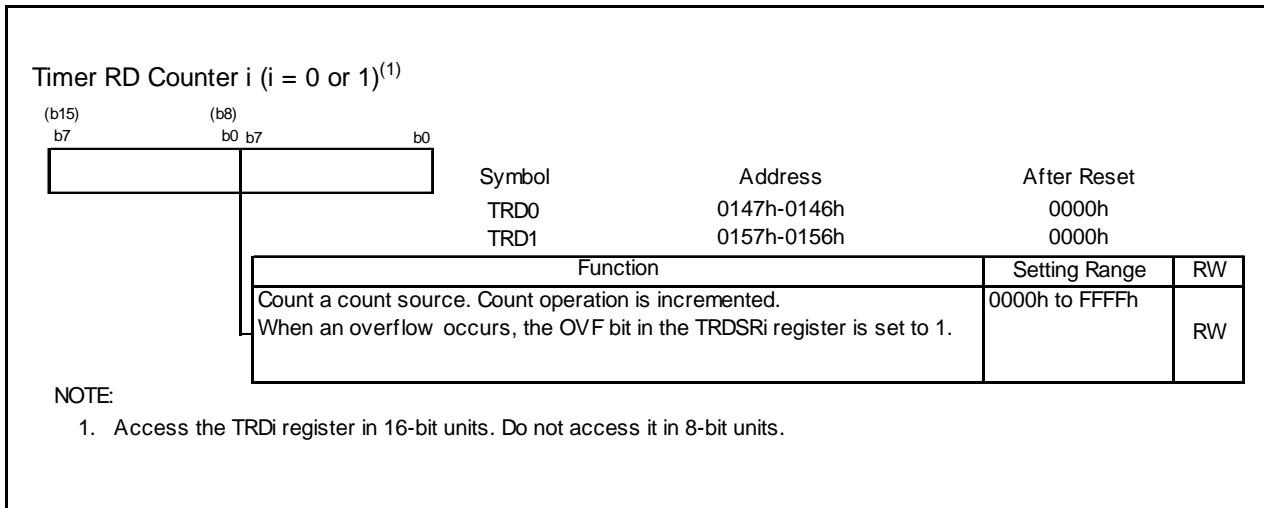 Timer RD Counter i (i = 0 or 1)(1)
(b15) (b8)
b7 b0 b7 b0
Symbol Address After Reset
TRD0 0147h-0146h 0000h
TRD1 0157h-0156h 0000h
Function Setting Range RW
Count a count source. Count operation is incremented. 0000h to FFFFh
When an overflow occurs, the OVF bit in the TRDSRi register is set to 1. RW
NOTE:
1. Access the TRDi register in 16-bit units. Do not access it in 8-bit units.